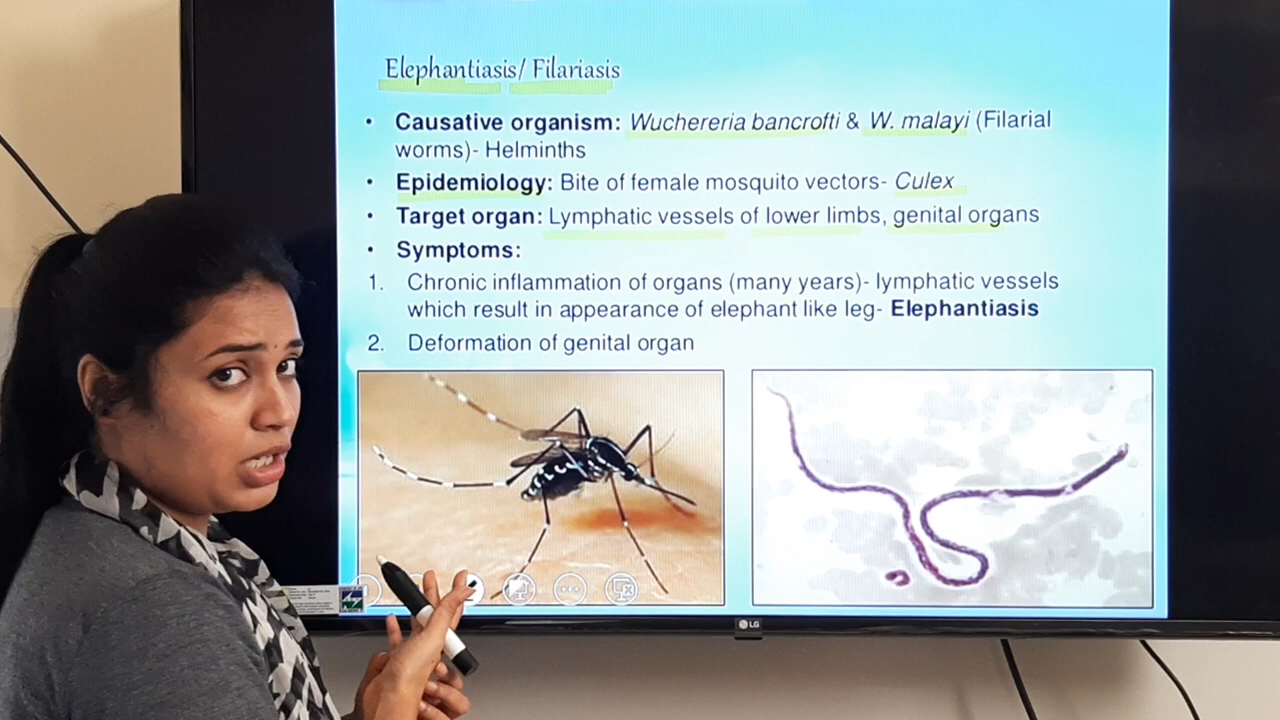 Elephantiasis/ Filariasis
• Causative organism: Wuchereria bancrofti & W. malayi (Filarial
worms)- Helminths
• Epidemiology: Bite of female mosquito vectors- Culex
• Target organ: Lymphatic vessels of lower limbs, genital organs
• Symptoms:
1. Chronic inflammation of organs (many years)- lymphatic vessels
which result in appearance of elephant like leg- Elephantiasis
2. Deformation of genital organ
LG